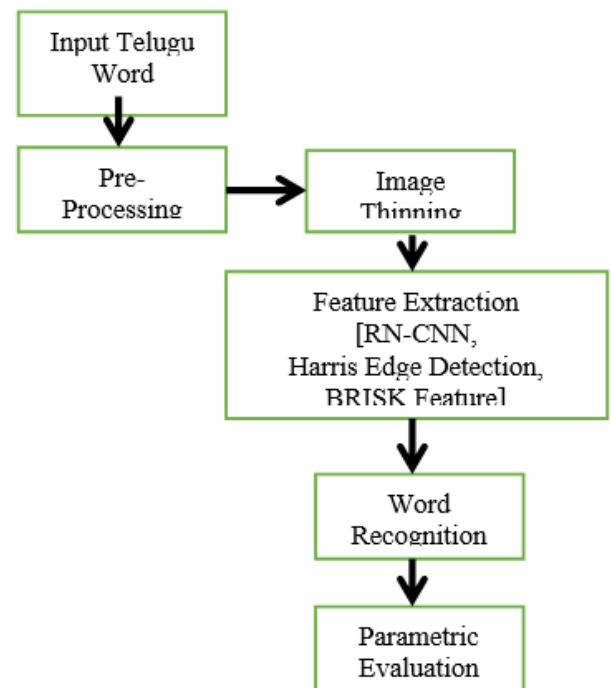 Input Telugu
Word
Pre-
Processing
Image
Thinning
Feature Extraction
[RN-CNN,
Harris Edge Detection,
BRISK Feature]
Word
Recognition
Parametric
Evaluation